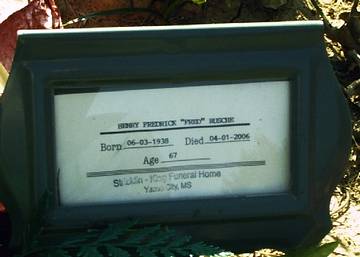 HENRY FREDRICK "FRED" RUSCHE
Born 06-03-1938 Died 04-01-2006
Age 67
Stricklin - King Funeral Home
Yazoo City, MS